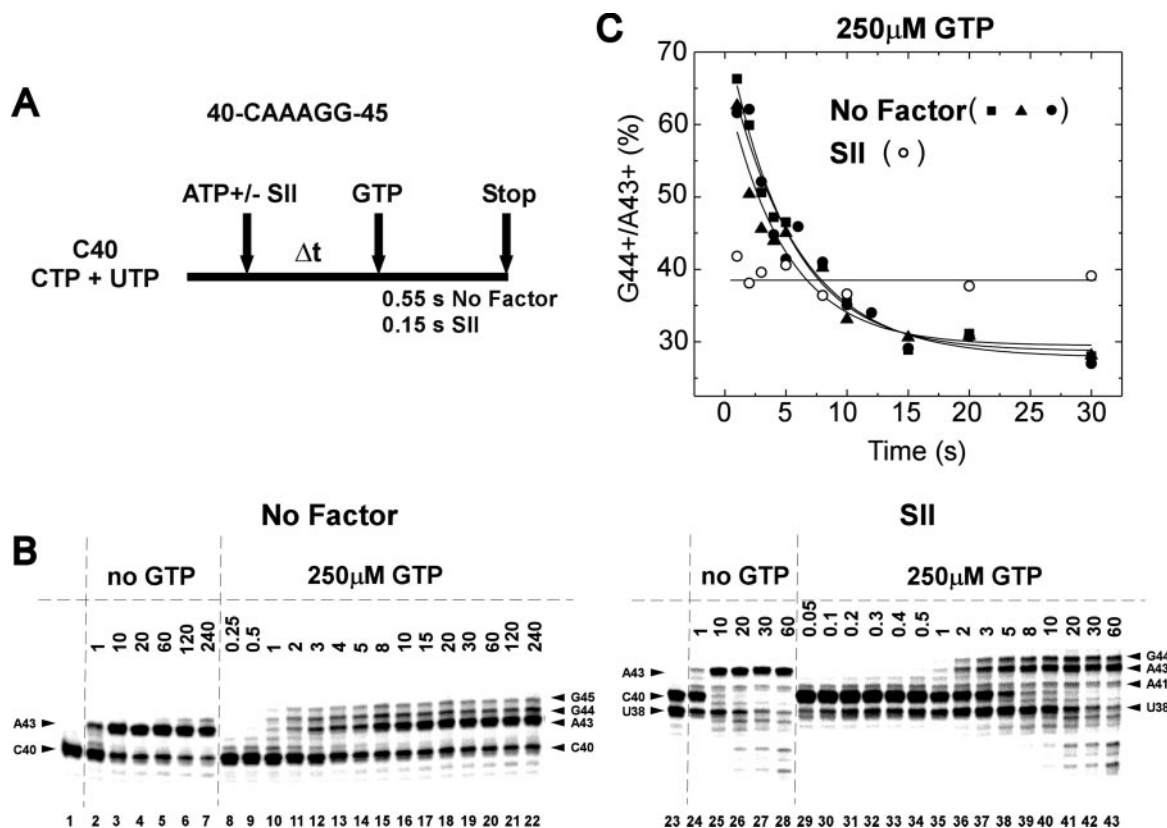 A
40-CAAAGG-45
ATP+/- SII GTP Stop
C40
CTP + UTP
Δt
0.55 s No Factor
0.15 s SII
C
250µM GTP
G44+/A43+ (%)
70
60
50
40
30
No Factor ( ■ ▲ ● )
SII ( ○ )
0 5 10 15 20 25 30
Time (s)
B
No Factor
no GTP 250µM GTP
1 10 20 60 120 240 0.25 0.5 1 2 3 4 5 8 10 15 20 30 60 120 240
A43
C40
G45
G44
A43
C40
1 2 3 4 5 6 7 8 9 10 11 12 13 14 15 16 17 18 19 20 21 22
SII
no GTP 250µM GTP
1 10 20 30 60 0.05 0.1 0.2 0.3 0.4 0.5 1 2 3 5 8 10 20 30 60
A43
C40
U38
G44
A43
A41
U38
23 24 25 26 27 28 29 30 31 32 33 34 35 36 37 38 39 40 41 42 43